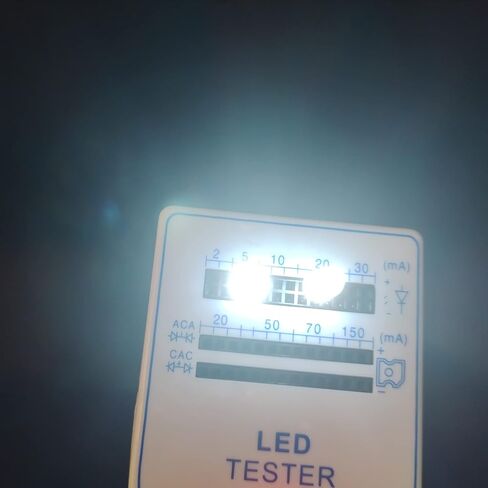 2 5 10 20 30 (mA)
+
-
ACA 20 50 70 150 (mA)
+
CAC
-
LED
TESTER